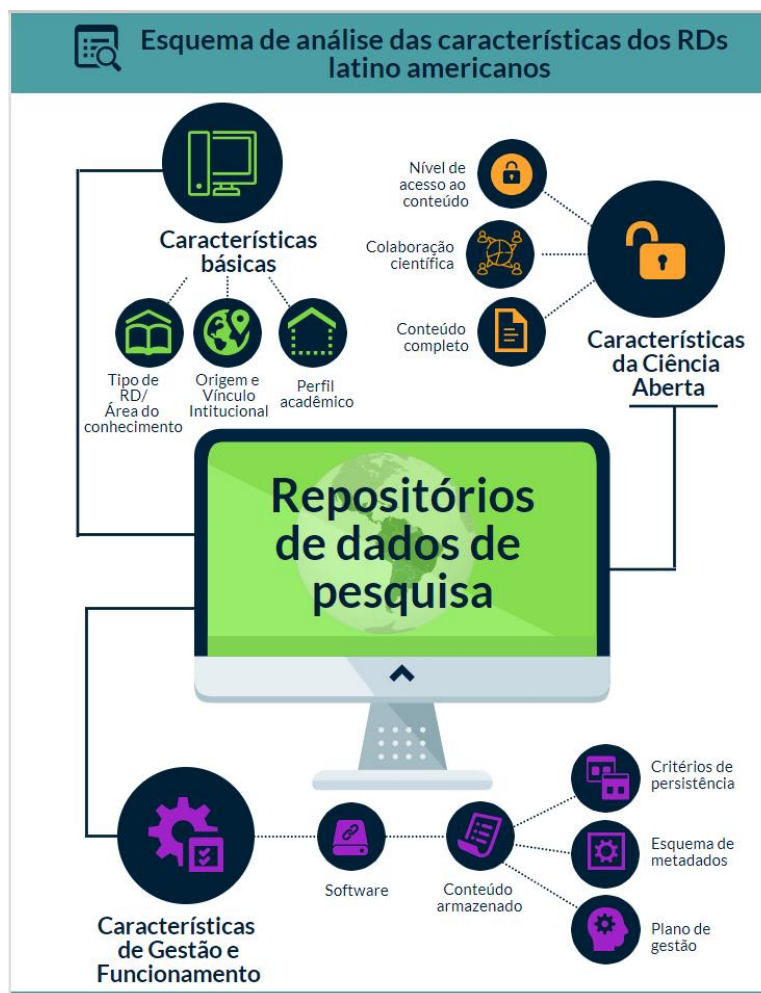 Esquema de análise das características dos RDs
latino americanos
Características
básicas
Tipo de
RD/
Área do
conhecimento
Origem e
Vínculo
Intitucional
Perfil
acadêmico
Nível de
acesso ao
conteúdo
Colaboração
científica
Conteúdo
completo
Características
da Ciência
Aberta
Repositórios
de dados de
pesquisa
Características
de Gestão e
Funcionamento
Software
Conteúdo
armazenado
Critérios de
persistência
Esquema de
metadados
Plano de
gestão